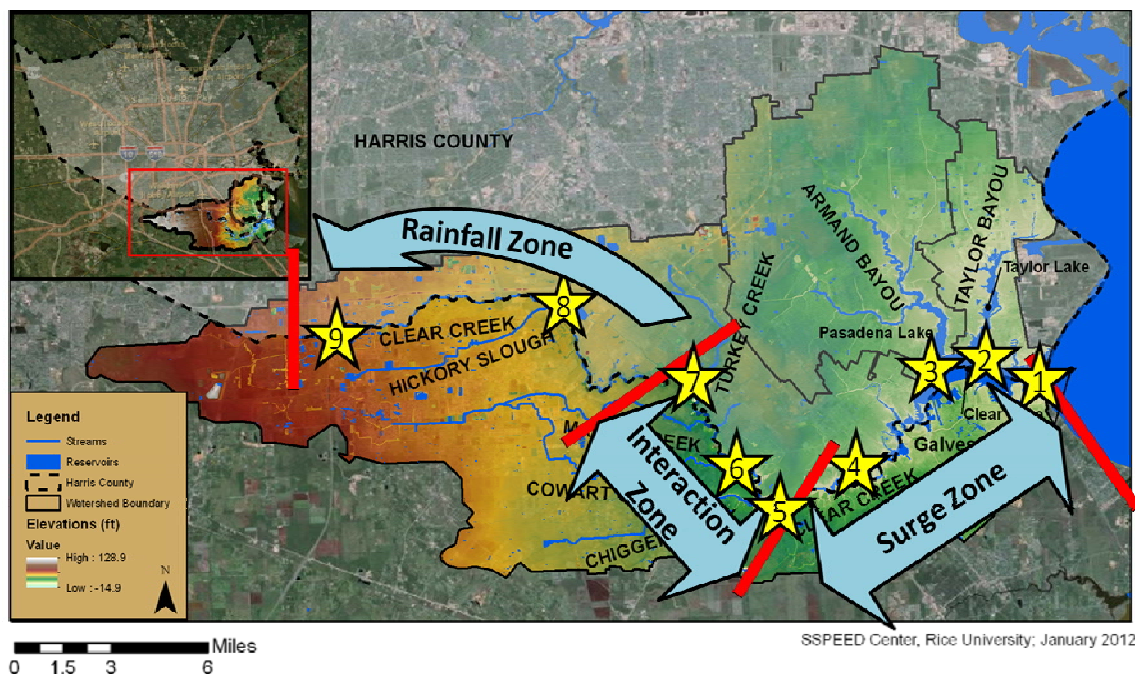 HARRIS COUNTY
Rainfall Zone
ARMAND BAYOU
TAYLOR BAYOU
Taylor Lake
TURKEY CREEK
Pasadena Lake
CLEAR CREEK
HICKORY SLOUGH
9
8
7
3
2
1
Clear
Galves
EEK
6
4
5
COWART
CLEAR CREEK
CHIGGE
Interaction
Zone
Surge Zone
Legend
Streams
Reservoirs
Harris County
Watershed Boundary
Elevations (ft)
Value
High : 128.9
Low : -14.9
N
Miles
0 1.5 3 6
SSPEED Center, Rice University; January 2012